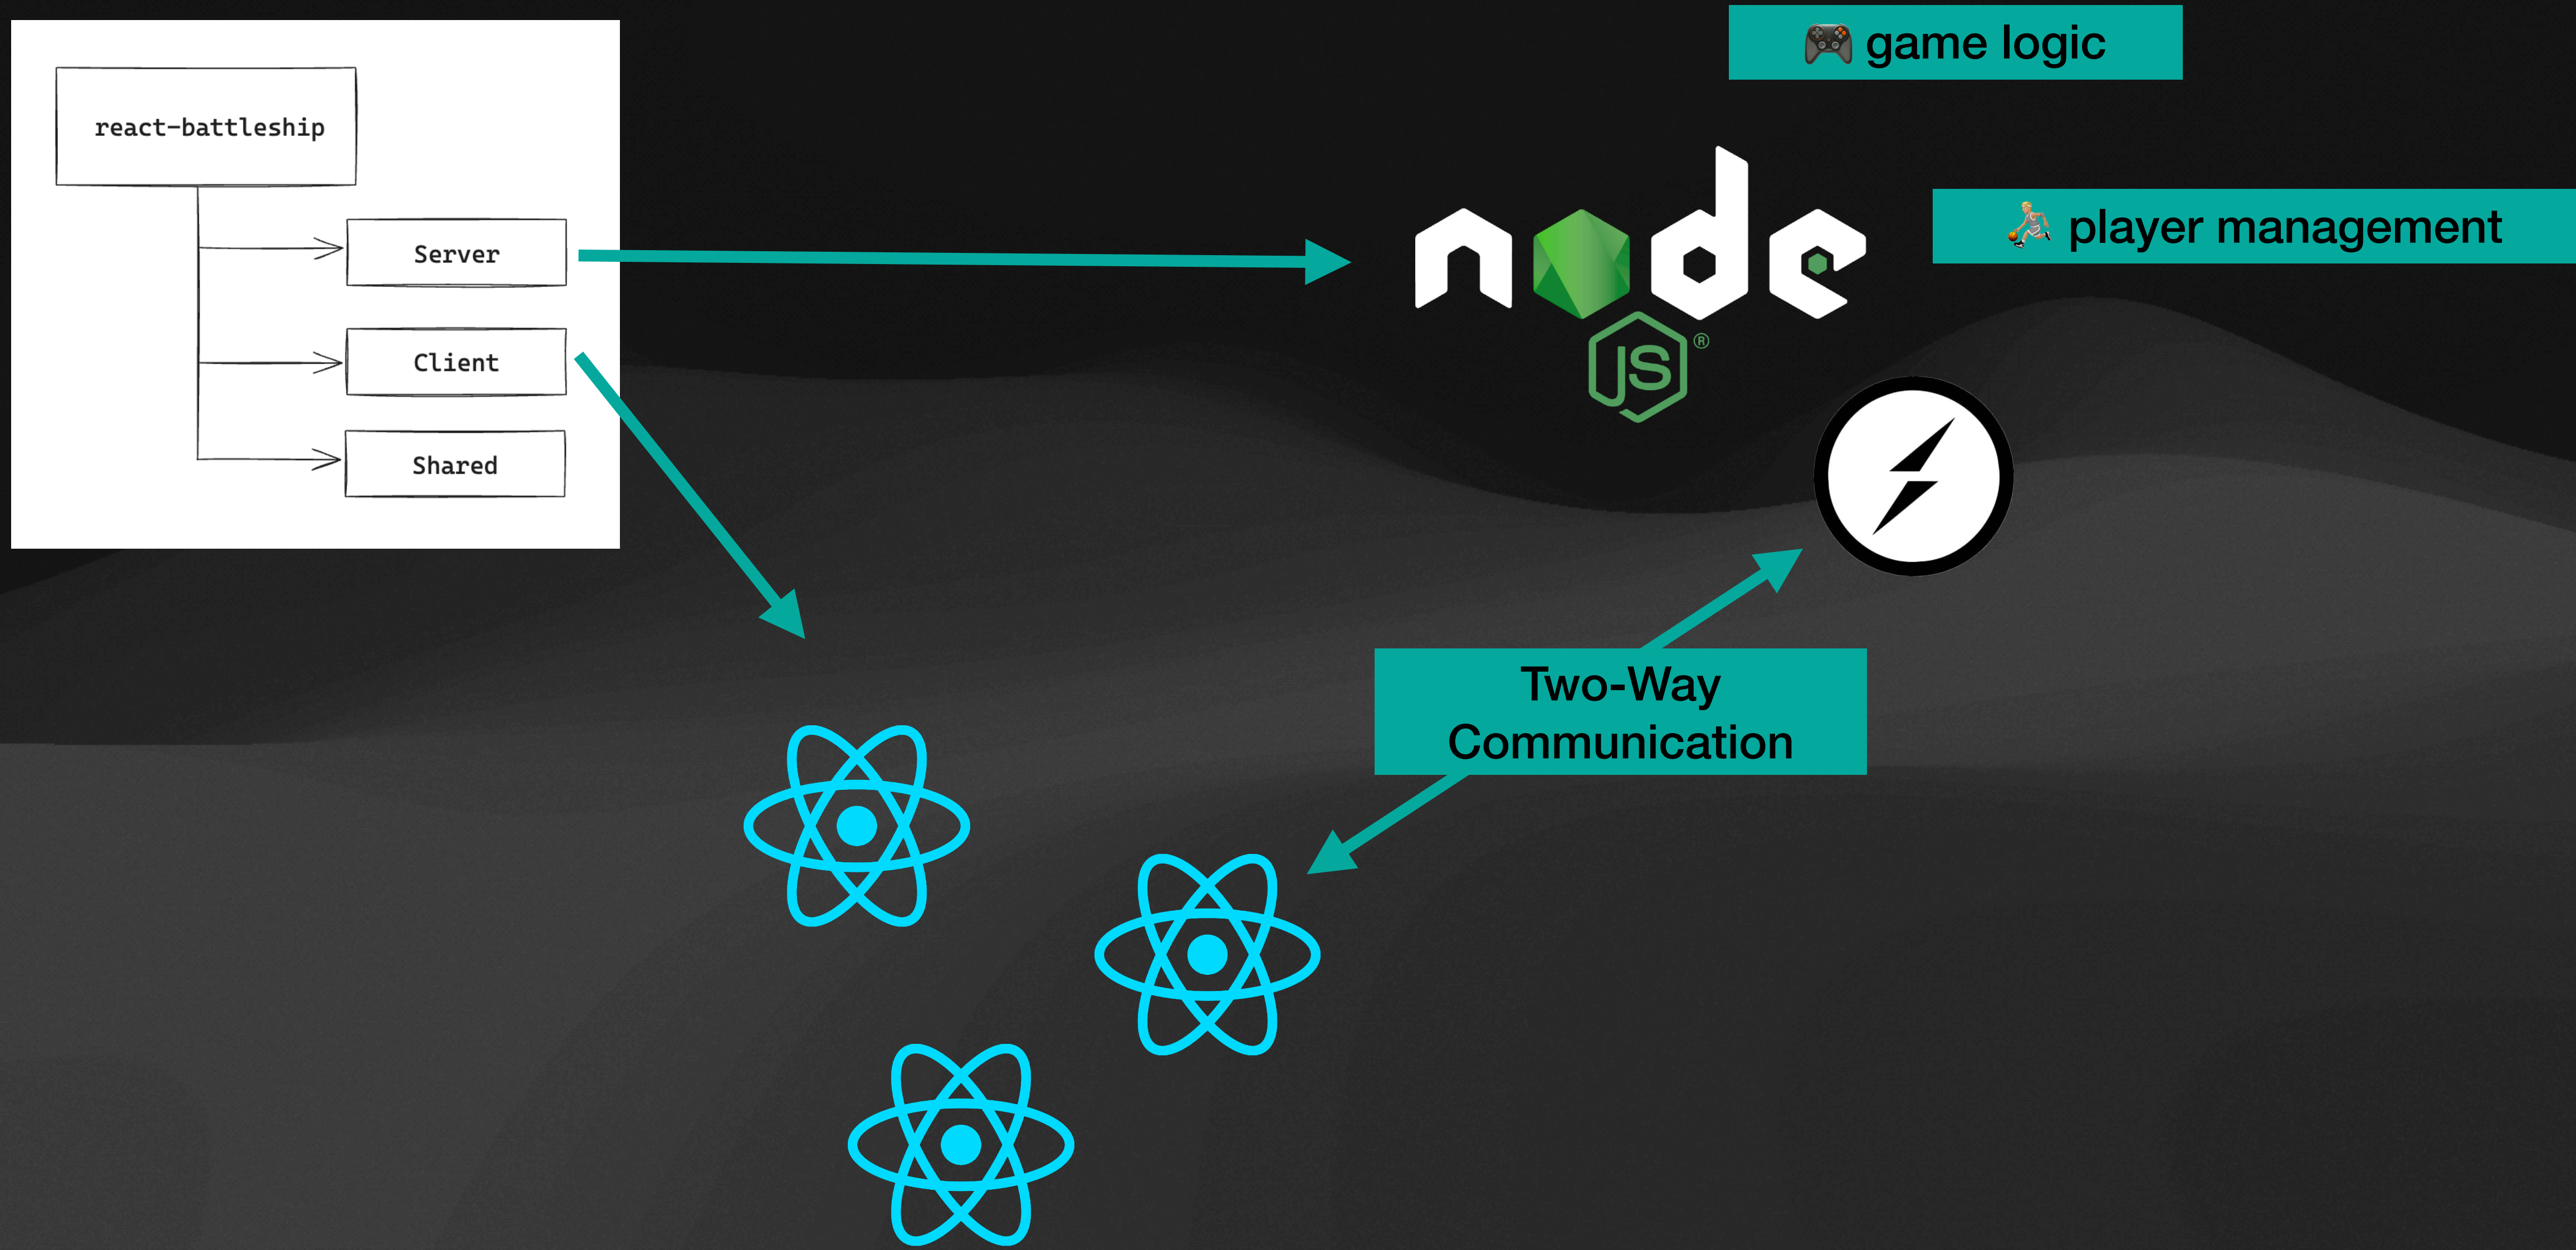 🎮 game logic
react-battleship
node
🏃 player management
Server
JS®
Client
Shared
Two-Way
Communication